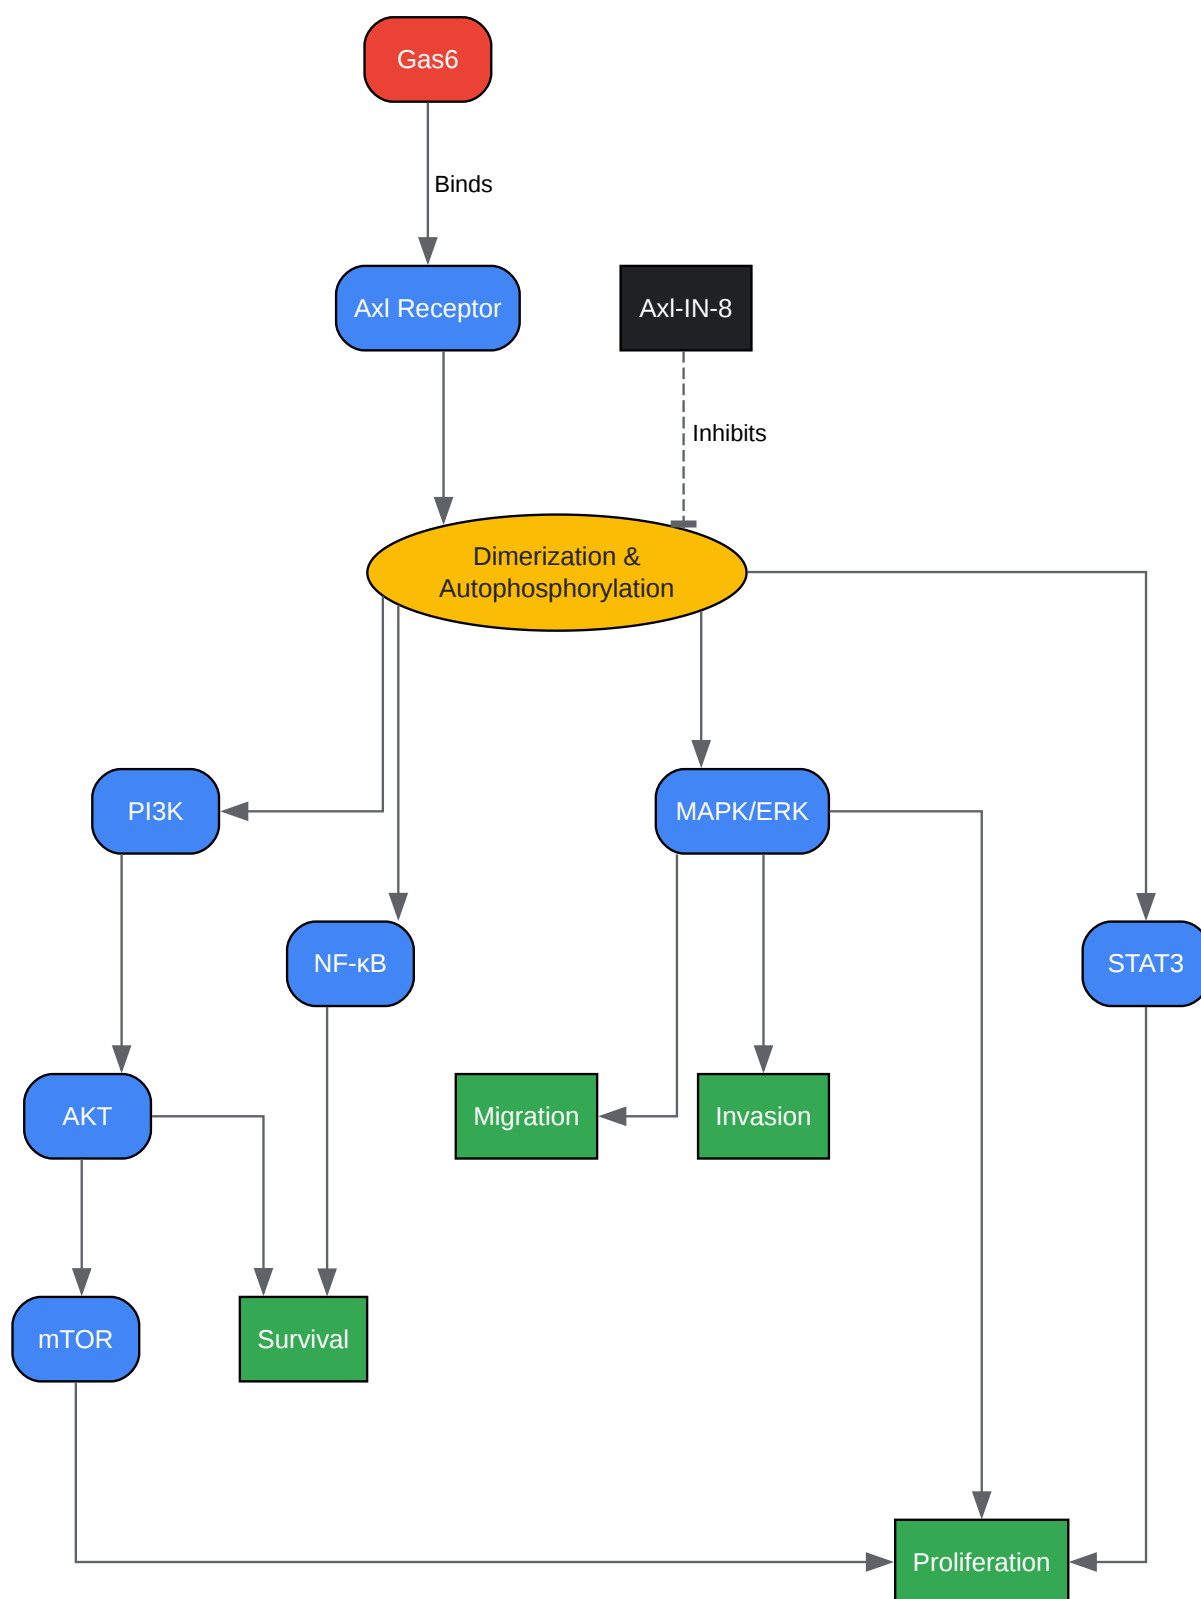 Gas6
Binds
Axl Receptor
Axl-IN-8
Inhibits
Dimerization &
Autophosphorylation
PI3K
MAPK/ERK
NF-κB
STAT3
AKT
Migration
Invasion
mTOR
Survival
Proliferation